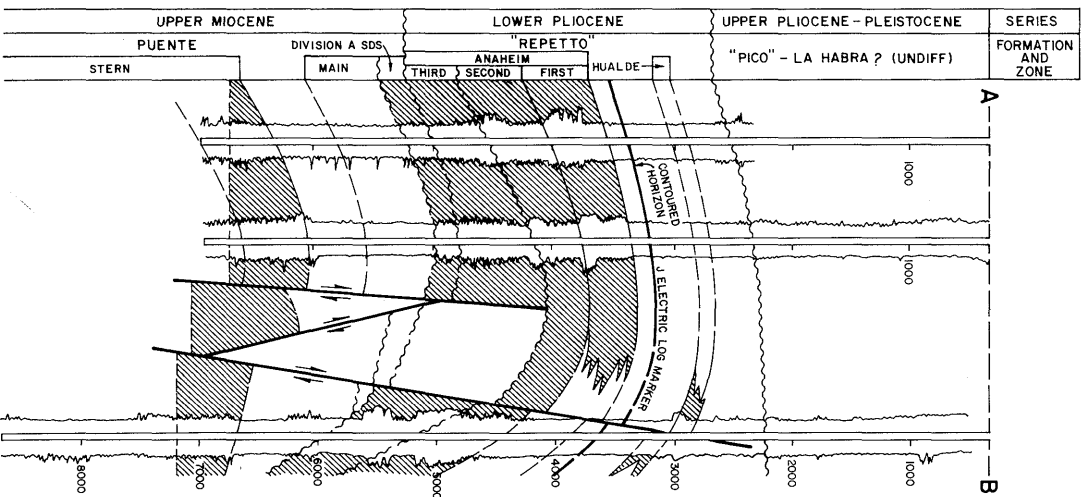 UPPER MIOCENE
LOWER PLIOCENE
UPPER PLIOCENE-PLEISTOCENE
SERIES
PUENTE
DIVISION A SDS
"REPETTO"
"PICO" - LA HABRA ? (UNDIFF)
FORMATION
AND
ZONE
STERN
MAIN
ANAHEIM
THIRD
SECOND
FIRST
HUALDE
A
1000
CONTOURED
HORIZON
1000
J ELECTRIC LOG MARKER
8000
7000
6000
5000
4000
3000
2000
1000
B